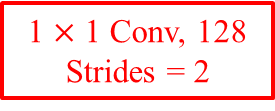 1 × 1 Conv, 128
Strides = 2